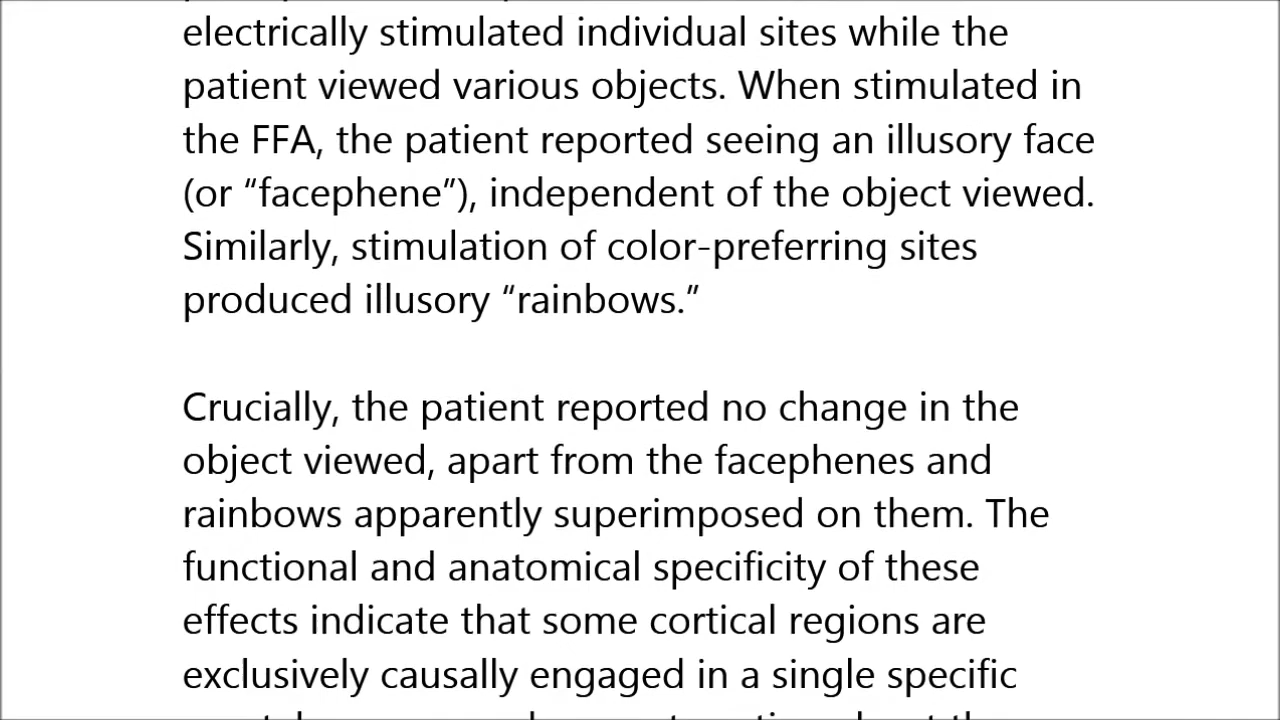 electrically stimulated individual sites while the
patient viewed various objects. When stimulated in
the FFA, the patient reported seeing an illusory face
(or “facephene”), independent of the object viewed.
Similarly, stimulation of color-preferring sites
produced illusory “rainbows.”
Crucially, the patient reported no change in the
object viewed, apart from the facephenes and
rainbows apparently superimposed on them. The
functional and anatomical specificity of these
effects indicate that some cortical regions are
exclusively causally engaged in a single specific